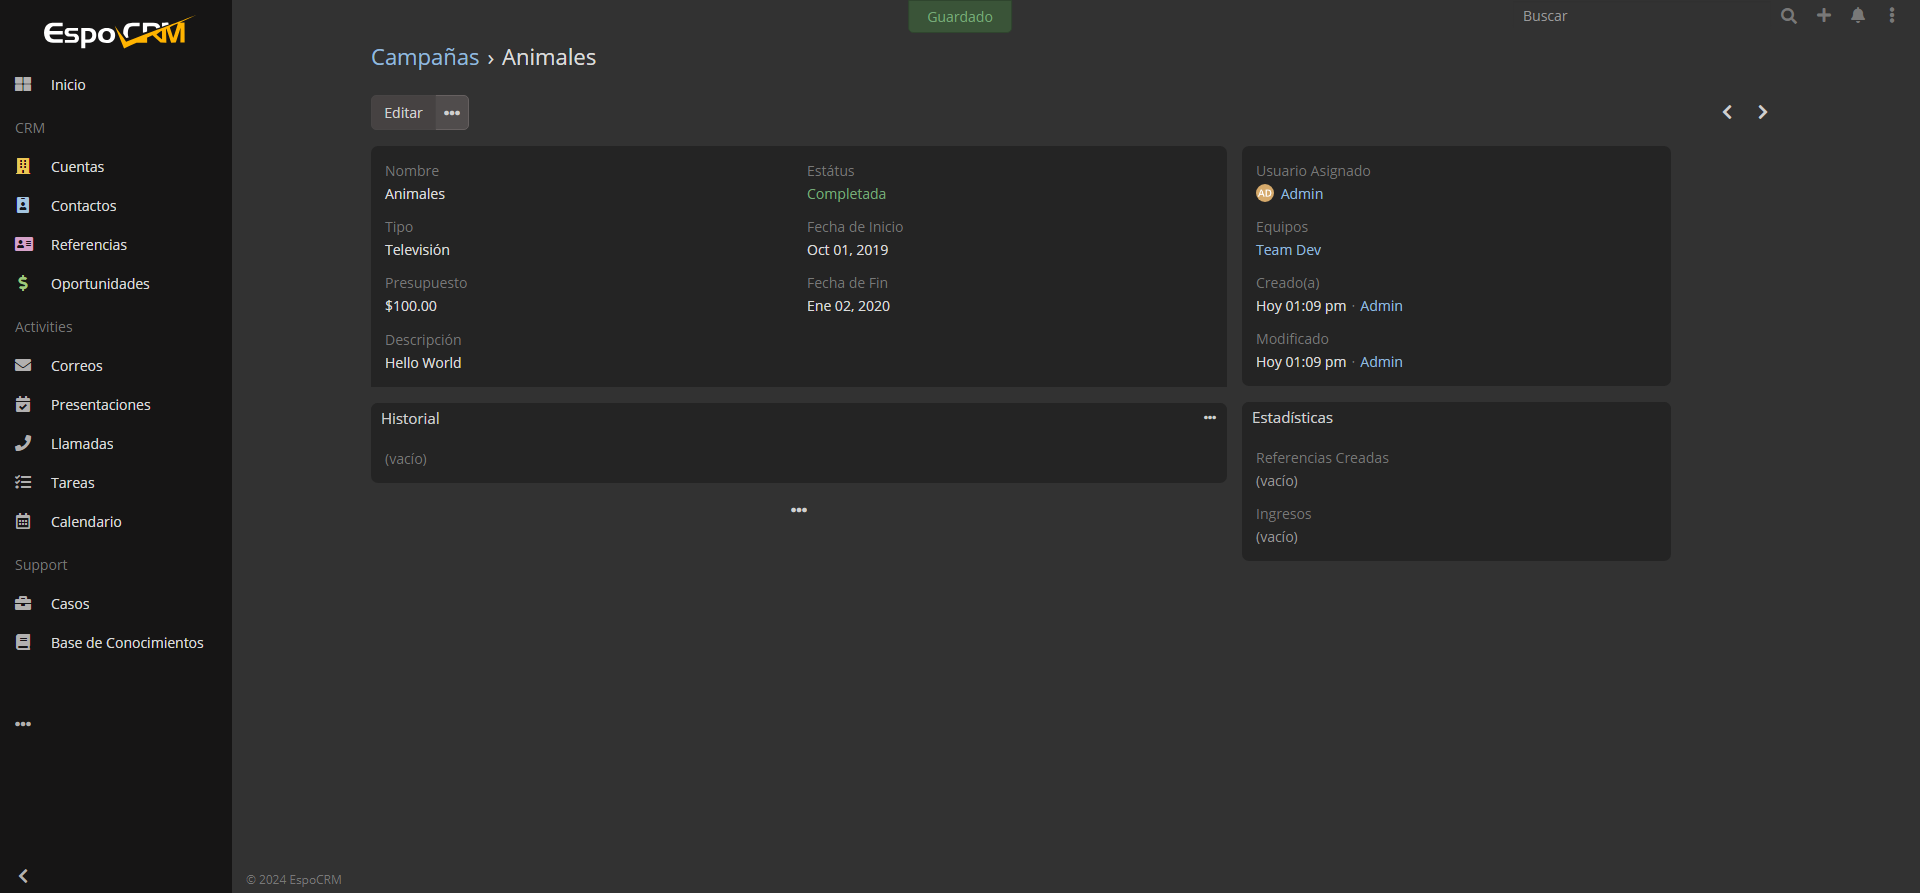 EspoCRM
Inicio
CRM
Cuentas
Contactos
Referencias
Oportunidades
Activities
Correos
Presentaciones
Llamadas
Tareas
Calendario
Support
Casos
Base de Conocimientos
Guardado
Buscar
Campañas › Animales
Editar
Nombre
Animales
Estátus
Completada
Tipo
Televisión
Fecha de Inicio
Oct 01, 2019
Presupuesto
$100.00
Fecha de Fin
Ene 02, 2020
Descripción
Hello World
Usuario Asignado
AD Admin
Equipos
Team Dev
Creado(a)
Hoy 01:09 pm · Admin
Modificado
Hoy 01:09 pm · Admin
Historial
(vacío)
Estadísticas
Referencias Creadas
(vacío)
Ingresos
(vacío)
© 2024 EspoCRM